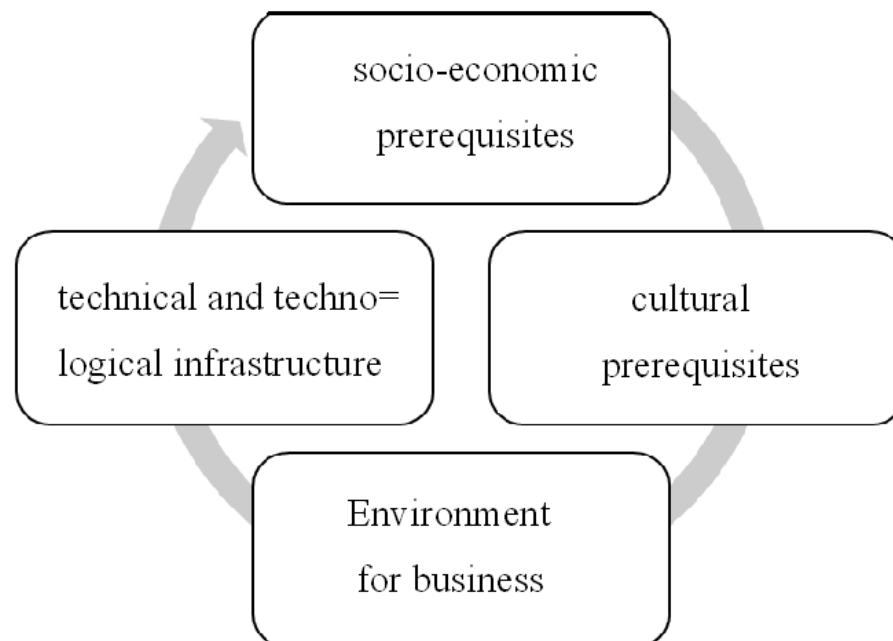 socio-economic
prerequisites
technical and techno=
logical infrastructure
cultural
prerequisites
Environment
for business